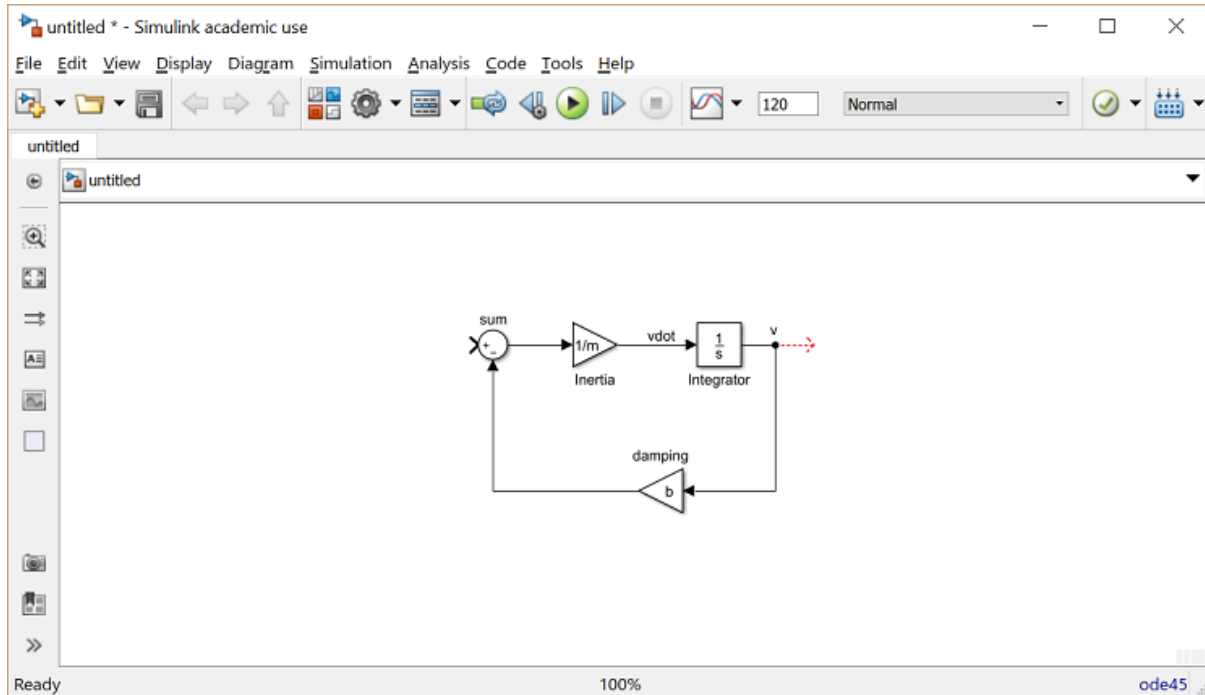 untitled * - Simulink academic use
File Edit View Display Diagram Simulation Analysis Code Tools Help
120 Normal
untitled
untitled
sum
+
-
1/m
Inertia
vdot
1
s
Integrator
v
damping
b
Ready 100% ode45